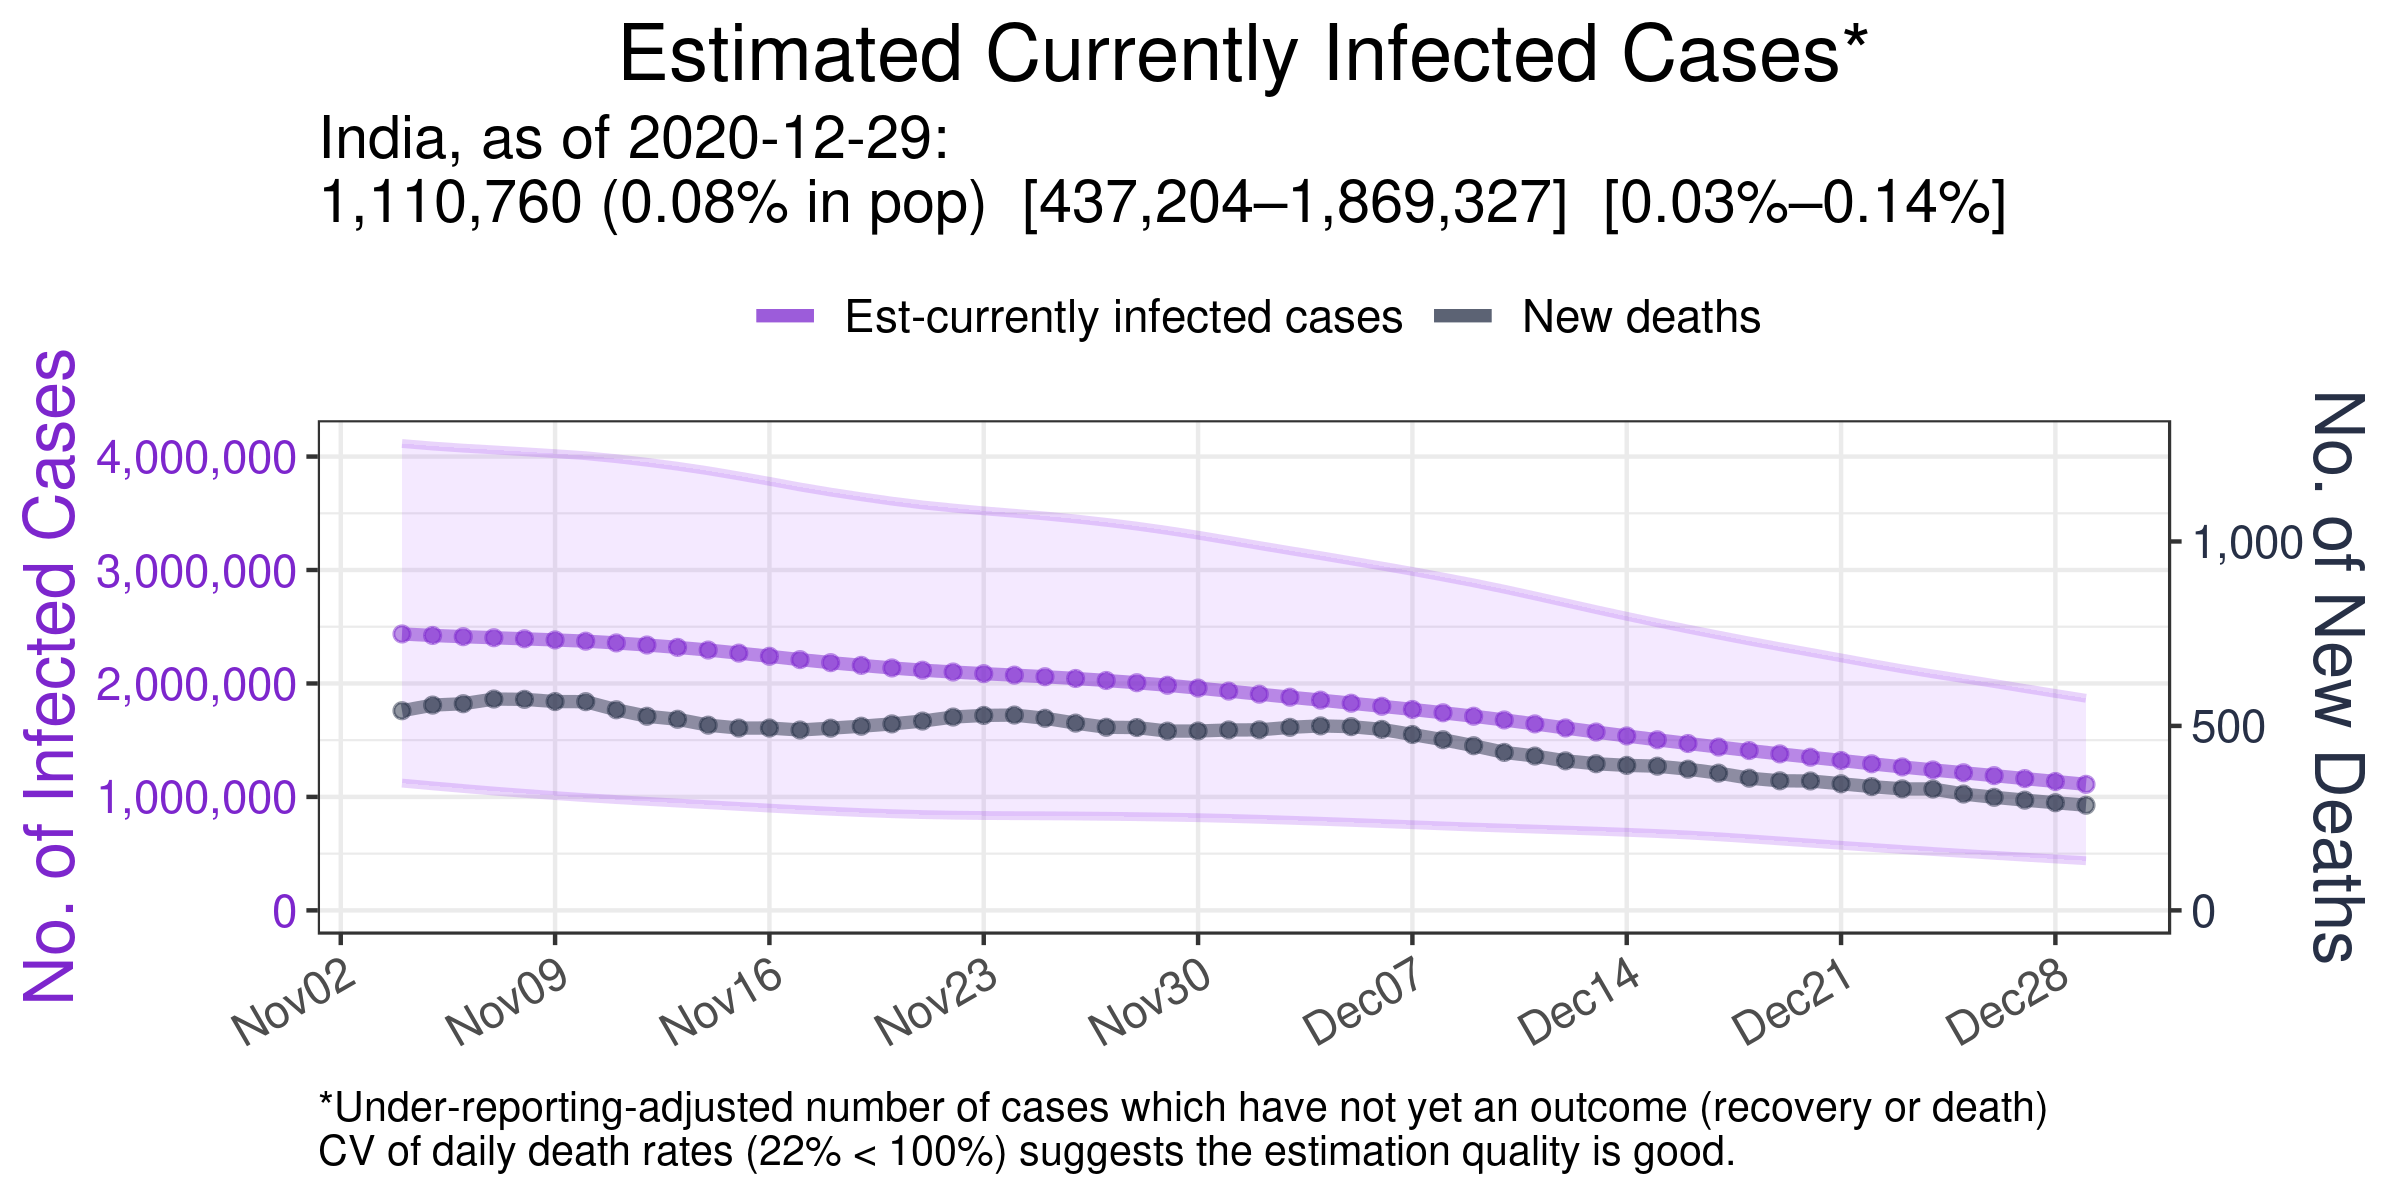 Estimated Currently Infected Cases*
India, as of 2020-12-29:
1,110,760 (0.08% in pop) [437,204–1,869,327] [0.03%–0.14%]
Est-currently infected cases
New deaths
No. of Infected Cases
4,000,000
3,000,000
2,000,000
1,000,000
0
No. of New Deaths
1,000
500
0
Nov02
Nov09
Nov16
Nov23
Nov30
Dec07
Dec14
Dec21
Dec28
*Under-reporting-adjusted number of cases which have not yet an outcome (recovery or death)
CV of daily death rates (22% < 100%) suggests the estimation quality is good.